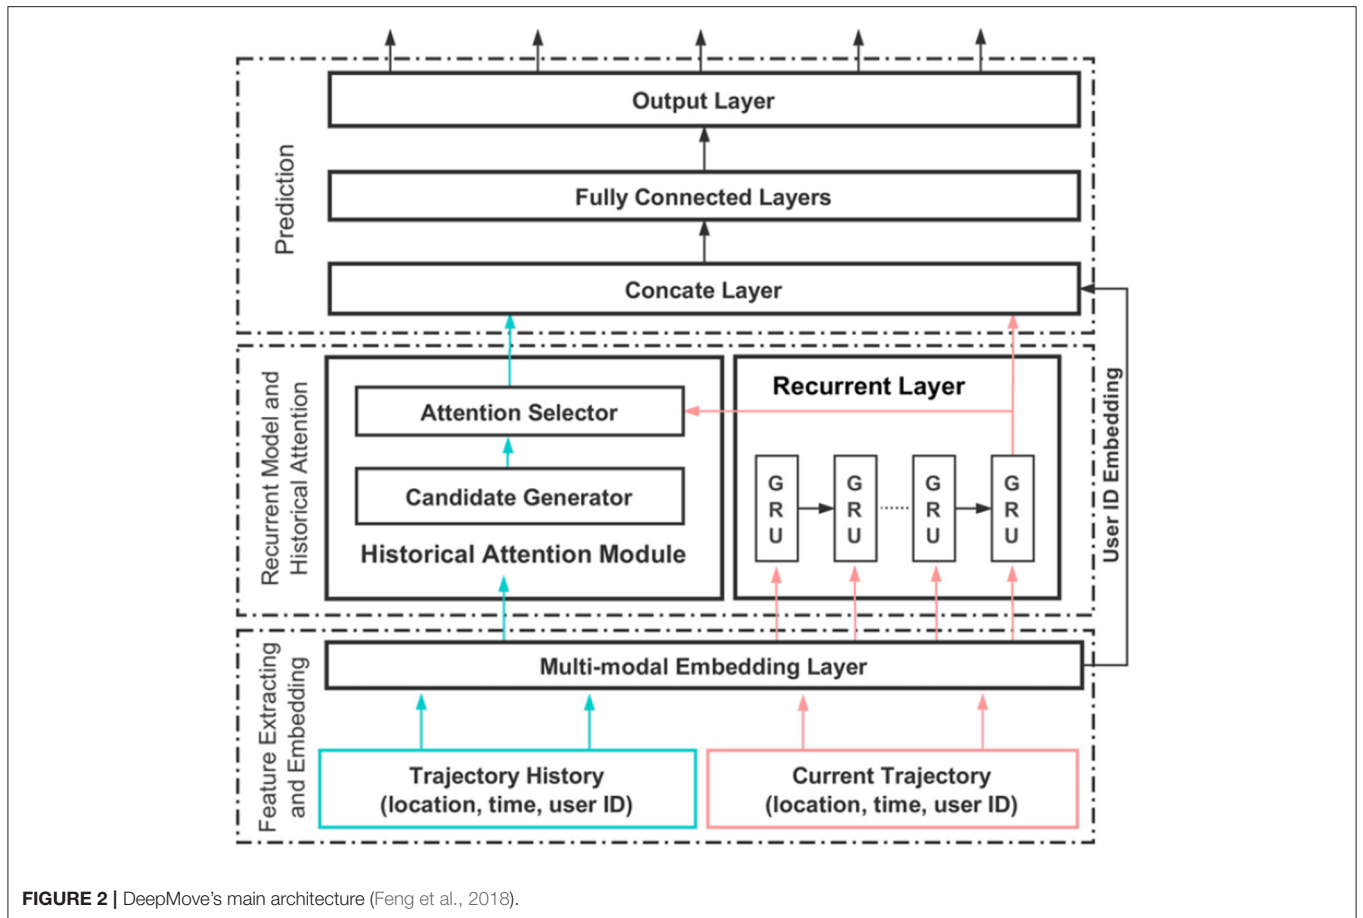 Output Layer
Fully Connected Layers
Concate Layer
Prediction
Attention Selector
Candidate Generator
Historical Attention Module
Recurrent Layer
G
R
U
G
R
U
G
R
U
G
R
U
Recurrent Model and
Historical Attention
User ID Embedding
Multi-modal Embedding Layer
Trajectory History
(location, time, user ID)
Current Trajectory
(location, time, user ID)
Feature Extracting
and Embedding
FIGURE 2 | DeepMove's main architecture (Feng et al., 2018).